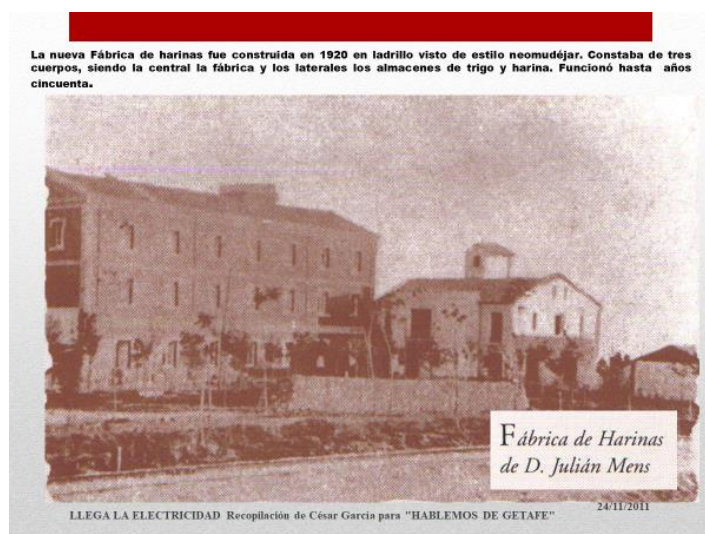 La nueva Fábrica de harinas fue construida en 1920 en ladrillo visto de estilo neomudéjar. Constaba de tres
cuerpos, siendo la central la fábrica y los laterales los almacenes de trigo y harina. Funcionó hasta años
cincuenta.
Fábrica de Harinas
de D. Julián Mens
24/11/2011
LLEGA LA ELECTRICIDAD Recopilación de César García para "HABLEMOS DE GETAFE"